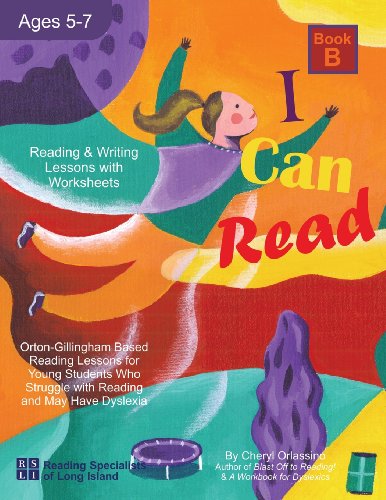 Ages 5-7
Book
B
I
Can
Read
Reading & Writing
Lessons with
Worksheets
Orton-Gillingham Based
Reading Lessons for
Young Students Who
Struggle with Reading
and May Have Dyslexia
R S
L I
Reading Specialists
of Long Island
By Cheryl Orlassino
Author of Blast Off to Reading!
& A Workbook for Dyslexics